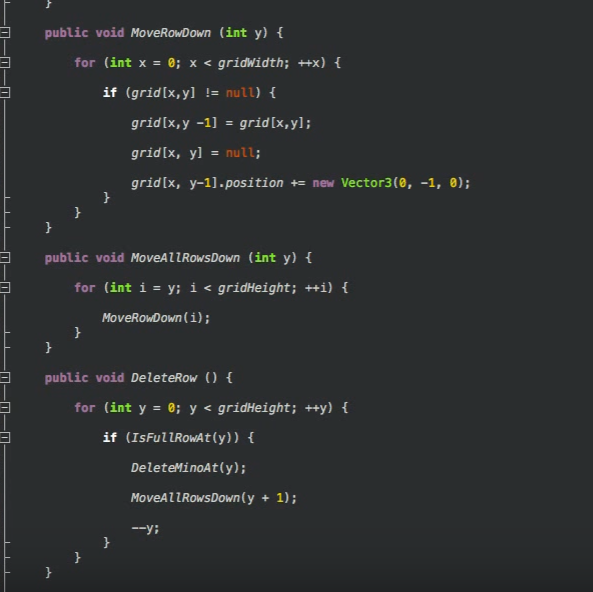 }
public void MoveRowDown (int y) {
for (int x = 0; x < gridWidth; ++x) {
if (grid[x,y] != null) {
grid[x,y -1] = grid[x,y];
grid[x, y] = null;
grid[x, y-1].position += new Vector3(0, -1, 0);
}
}
}
public void MoveAllRowsDown (int y) {
for (int i = y; i < gridHeight; ++i) {
MoveRowDown(i);
}
}
public void DeleteRow () {
for (int y = 0; y < gridHeight; ++y) {
if (IsFullRowAt(y)) {
DeleteMinoAt(y);
MoveAllRowsDown(y + 1);
--y;
}
}
}